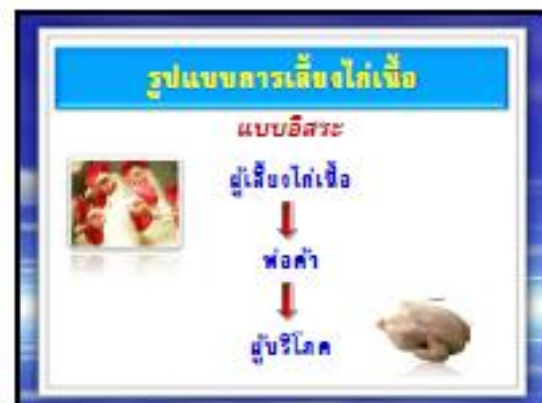 รูปแบบการเลี้ยงไก่เนื้อ
แบบอิสระ
ผู้เลี้ยงไก่เนื้อ
พ่อค้า
ผู้บริโภค